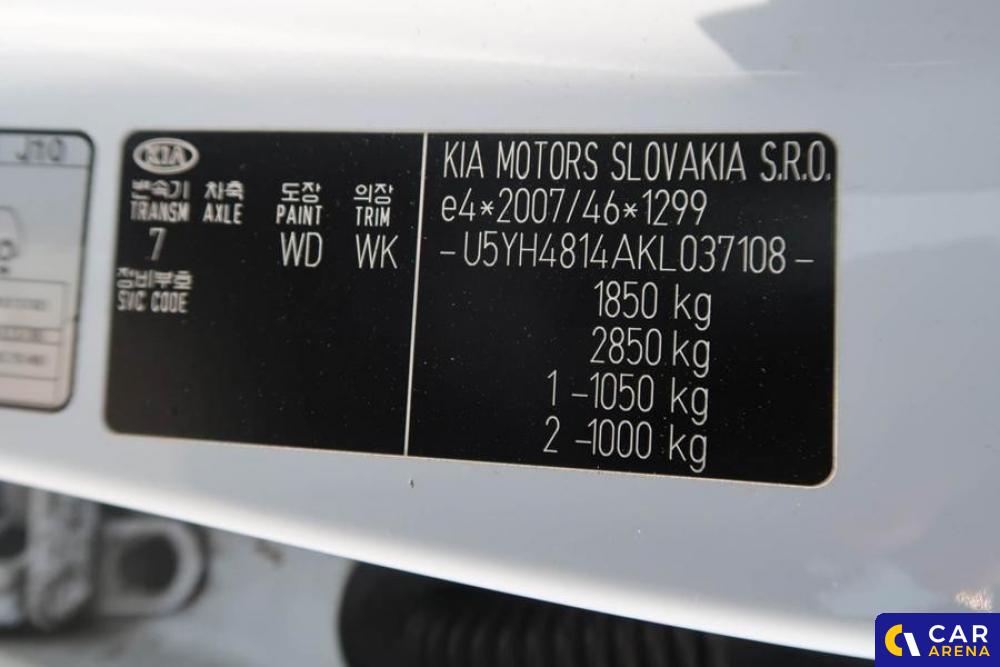 J10
KIA
변속기 차축 도장 의장
TRANSM AXLE PAINT TRIM
7 WD WK
정비부호
SVC CODE
KIA MOTORS SLOVAKIA S.R.O.
e4*2007/46*1299
-U5YH4814AKL037108-
1850 kg
2850 kg
1 -1050 kg
2 -1000 kg
CAR
ARENA